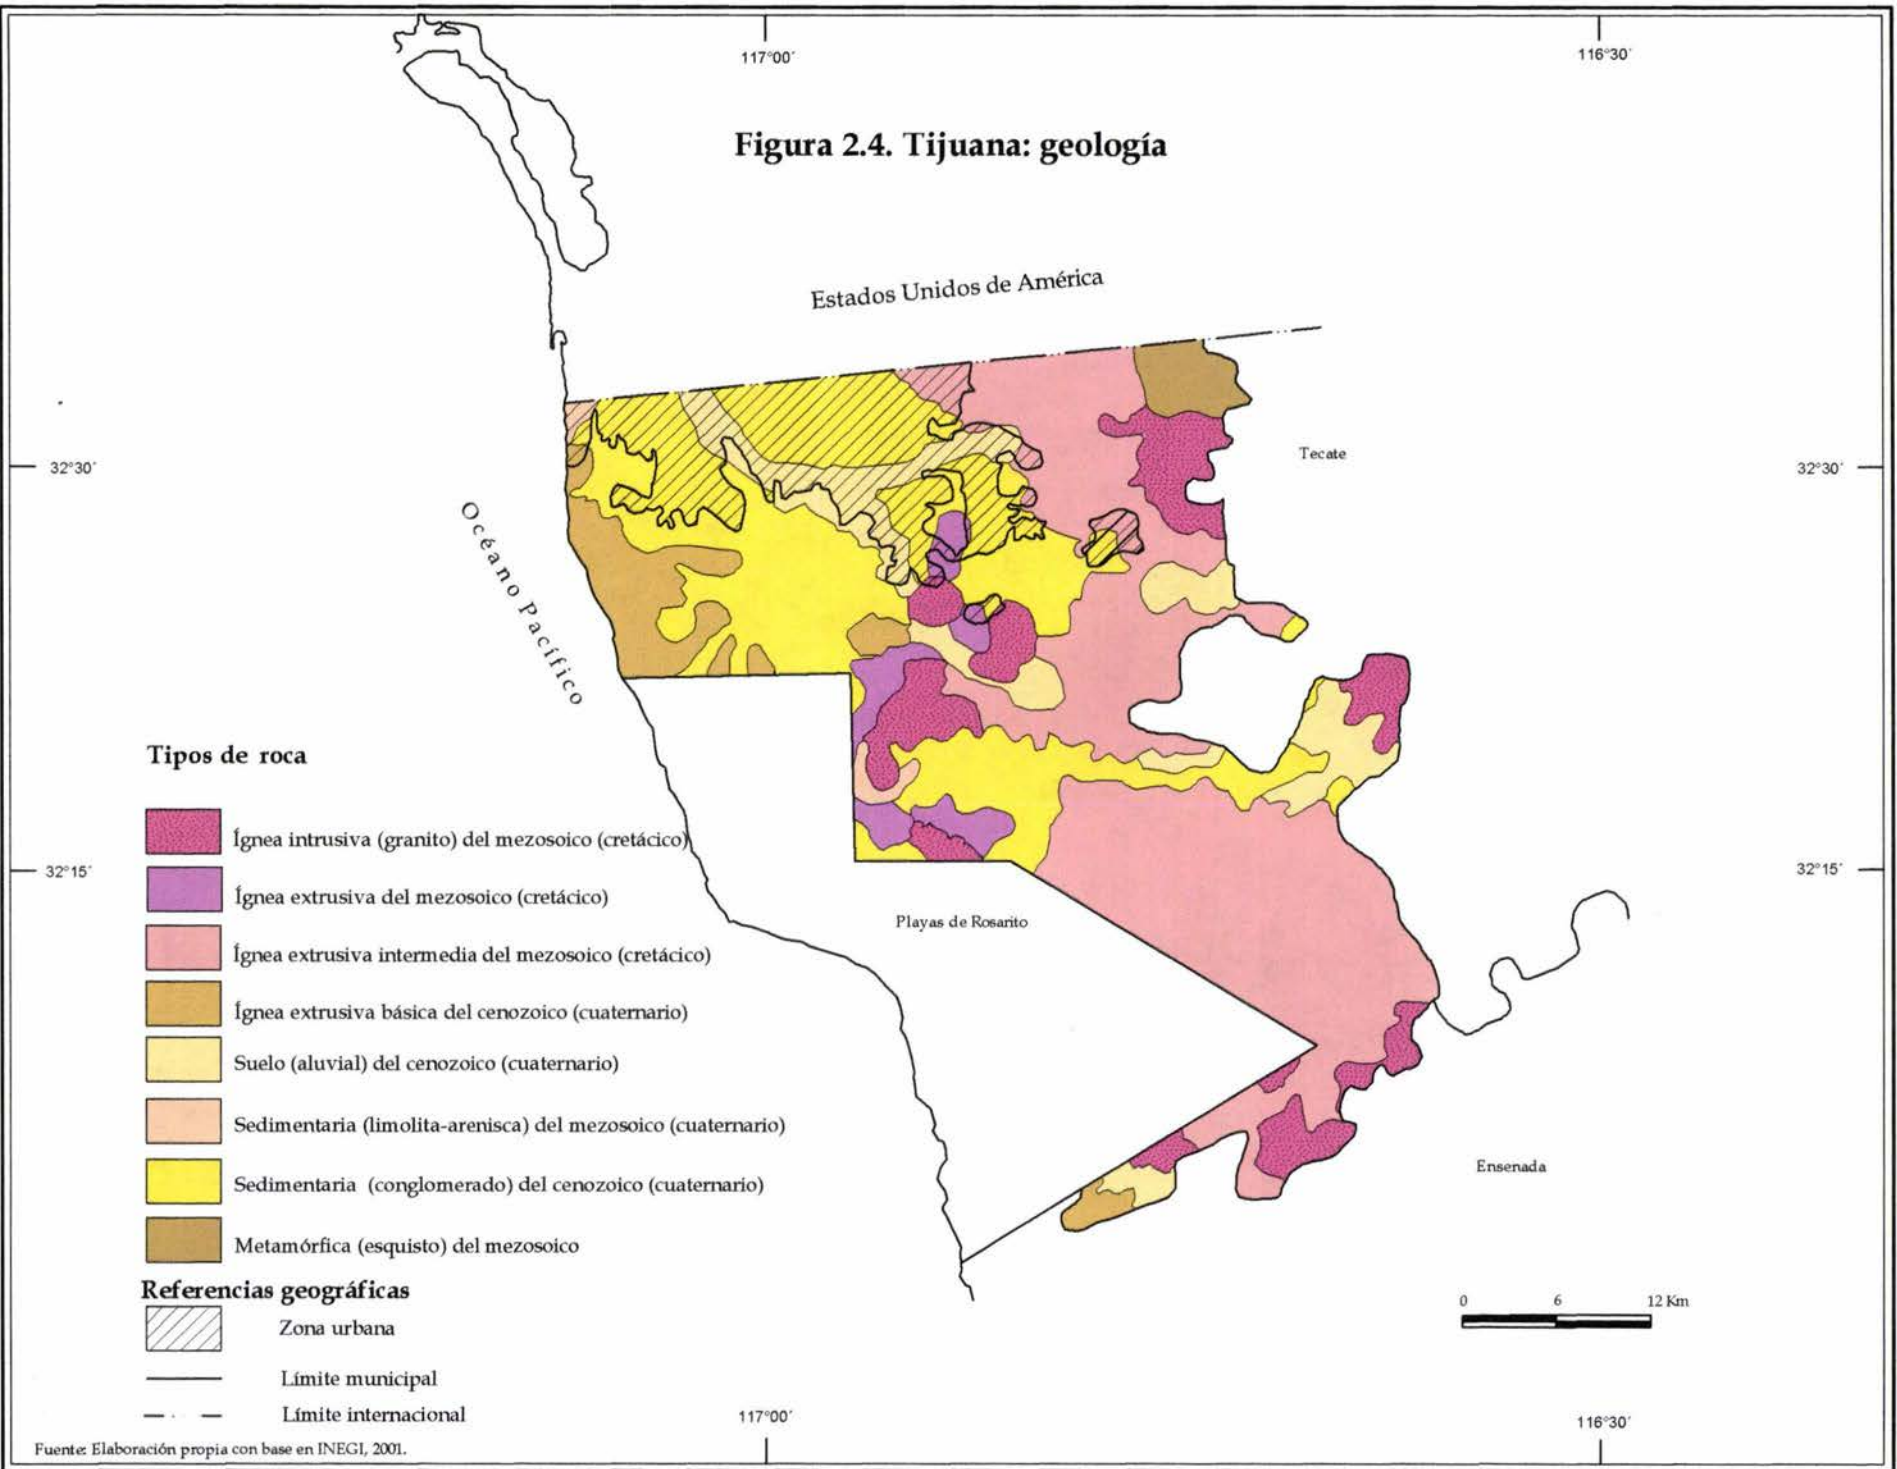 117°00´
116°30´
Figura 2.4. Tijuana: geología
Estados Unidos de América
32°30´
Tecate
32°30´
Océano Pacífico
Tipos de roca
Ígnea intrusiva (granito) del mezosoico (cretácico)
32°15´
Ígnea extrusiva del mezosoico (cretácico)
32°15´
Playas de Rosarito
Ígnea extrusiva intermedia del mezosoico (cretácico)
Ígnea extrusiva básica del cenozoico (cuaternario)
Suelo (aluvial) del cenozoico (cuaternario)
Sedimentaria (limolita-arenisca) del mezosoico (cuaternario)
Ensenada
Sedimentaria (conglomerado) del cenozoico (cuaternario)
Metamórfica (esquisto) del mezosoico
Referencias geográficas
0 6 12 Km
Zona urbana
Límite municipal
Límite internacional
117°00´
116°30´
Fuente: Elaboración propia con base en INEGI, 2001.